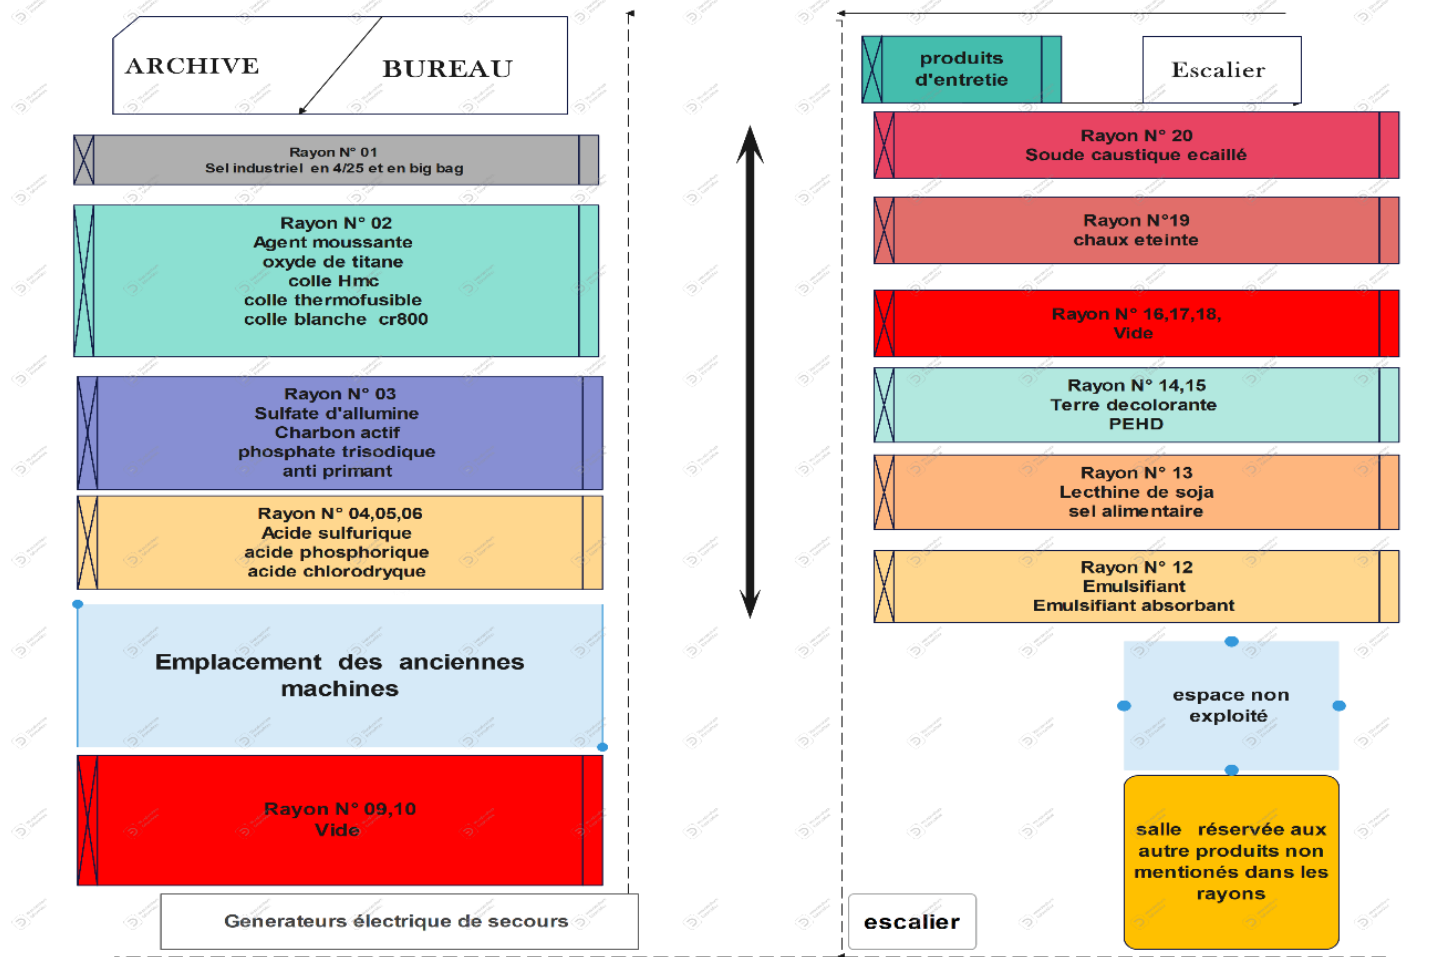 ARCHIVE
BUREAU
Rayon N° 01
Sel industriel en 4/25 et en big bag
Rayon N° 02
Agent moussante
oxyde de titane
colle Hmc
colle thermofusible
colle blanche cr800
Rayon N° 03
Sulfate d'allumine
Charbon actif
phosphate trisodique
anti primant
Rayon N° 04,05,06
Acide sulfurique
acide phosphorique
acide chlorodryque
Emplacement des anciennes
machines
Rayon N° 09,10
Vide
Generateurs électrique de secours
produits
d'entretie
Escalier
Rayon N° 20
Soude caustique ecaillé
Rayon N°19
chaux eteinte
Rayon N° 16,17,18,
Vide
Rayon N° 14,15
Terre decolorante
PEHD
Rayon N° 13
Lecthine de soja
sel alimentaire
Rayon N° 12
Emulsifiant
Emulsifiant absorbant
espace non
exploité
salle réservée aux
autre produits non
mentionés dans les
rayons
escalier